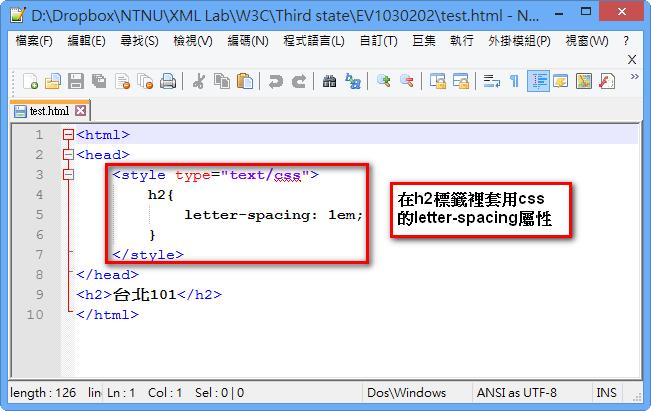 D:\Dropbox\NTNU\XML Lab\W3C\Third state\EV1030202\test.html - N...
檔案(F) 編輯(E) 尋找(S) 檢視(V) 編碼(N) 程式語言(L) 自訂(T) 巨集 執行 外掛模組(P) 視窗(W) ?
X
test.html
1 <html>
2 <head>
3 <style type="text/css">
4 h2{
5 letter-spacing: 1em;
6 }
7 </style>
8 </head>
9 <h2>台北101</h2>
10 </html>
在h2標籤裡套用css
的letter-spacing屬性
length : 126 line Ln : 1 Col : 1 Sel : 0 | 0 Dos\Windows ANSI as UTF-8 INS